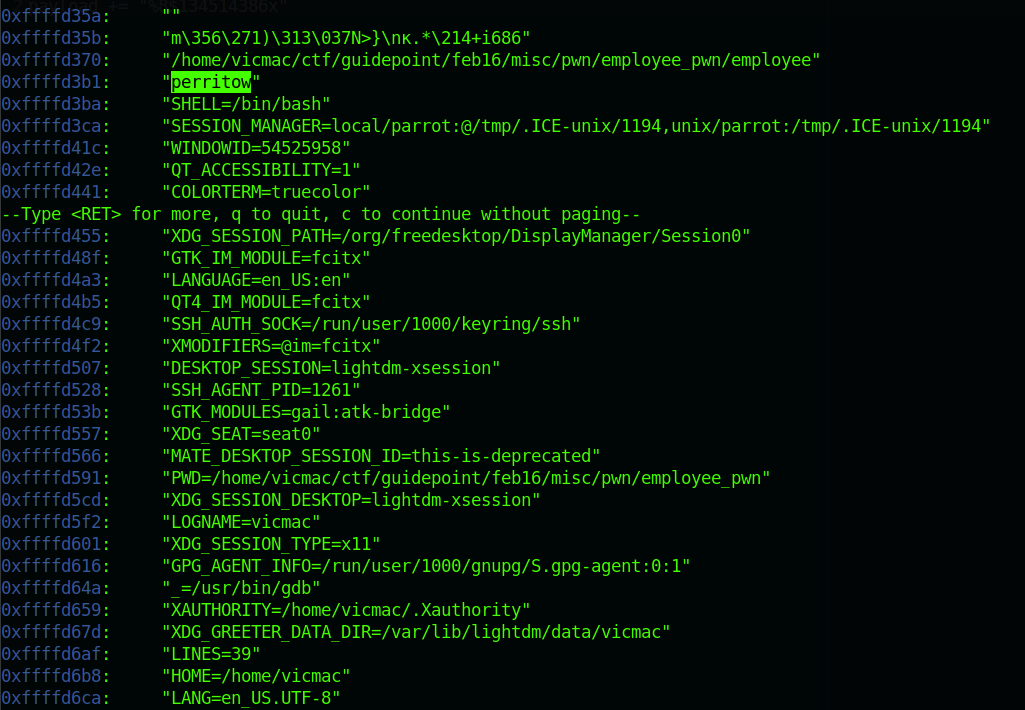 0xffffd35a: ""
0xffffd35b: "m\356\271)\313\037N>}\nκ.*\214+i686"
0xffffd370: "/home/vicmac/ctf/guidepoint/feb16/misc/pwn/employee_pwn/employee"
0xffffd3b1: "perritow"
0xffffd3ba: "SHELL=/bin/bash"
0xffffd3ca: "SESSION_MANAGER=local/parrot:@/tmp/.ICE-unix/1194,unix/parrot:/tmp/.ICE-unix/1194"
0xffffd41c: "WINDOWID=54525958"
0xffffd42e: "QT_ACCESSIBILITY=1"
0xffffd441: "COLORTERM=truecolor"
--Type <RET> for more, q to quit, c to continue without paging--
0xffffd455: "XDG_SESSION_PATH=/org/freedesktop/DisplayManager/Session0"
0xffffd48f: "GTK_IM_MODULE=fcitx"
0xffffd4a3: "LANGUAGE=en_US:en"
0xffffd4b5: "QT4_IM_MODULE=fcitx"
0xffffd4c9: "SSH_AUTH_SOCK=/run/user/1000/keyring/ssh"
0xffffd4f2: "XMODIFIERS=@im=fcitx"
0xffffd507: "DESKTOP_SESSION=lightdm-xsession"
0xffffd528: "SSH_AGENT_PID=1261"
0xffffd53b: "GTK_MODULES=gail:atk-bridge"
0xffffd557: "XDG_SEAT=seat0"
0xffffd566: "MATE_DESKTOP_SESSION_ID=this-is-deprecated"
0xffffd591: "PWD=/home/vicmac/ctf/guidepoint/feb16/misc/pwn/employee_pwn"
0xffffd5cd: "XDG_SESSION_DESKTOP=lightdm-xsession"
0xffffd5f2: "LOGNAME=vicmac"
0xffffd601: "XDG_SESSION_TYPE=x11"
0xffffd616: "GPG_AGENT_INFO=/run/user/1000/gnupg/S.gpg-agent:0:1"
0xffffd64a: "_=/usr/bin/gdb"
0xffffd659: "XAUTHORITY=/home/vicmac/.Xauthority"
0xffffd67d: "XDG_GREETER_DATA_DIR=/var/lib/lightdm/data/vicmac"
0xffffd6af: "LINES=39"
0xffffd6b8: "HOME=/home/vicmac"
0xffffd6ca: "LANG=en_US.UTF-8"